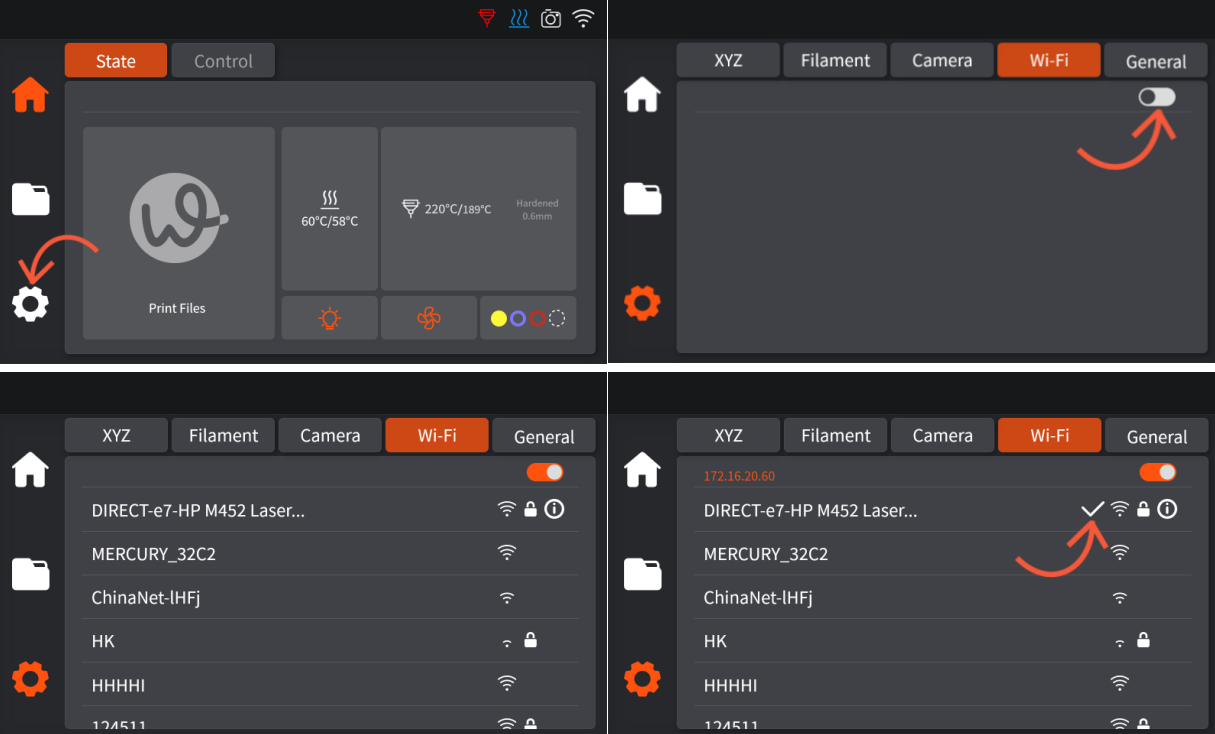 State
Control
60°C/58°C
220°C/189°C
Hardened
0.6mm
Print Files
XYZ
Filament
Camera
Wi-Fi
General
XYZ
Filament
Camera
Wi-Fi
General
DIRECT-e7-HP M452 Laser...
MERCURY_32C2
ChinaNet-lHFj
HK
HHHHI
124511
XYZ
Filament
Camera
Wi-Fi
General
172.16.20.60
DIRECT-e7-HP M452 Laser...
MERCURY_32C2
ChinaNet-lHFj
HK
HHHHI
124511